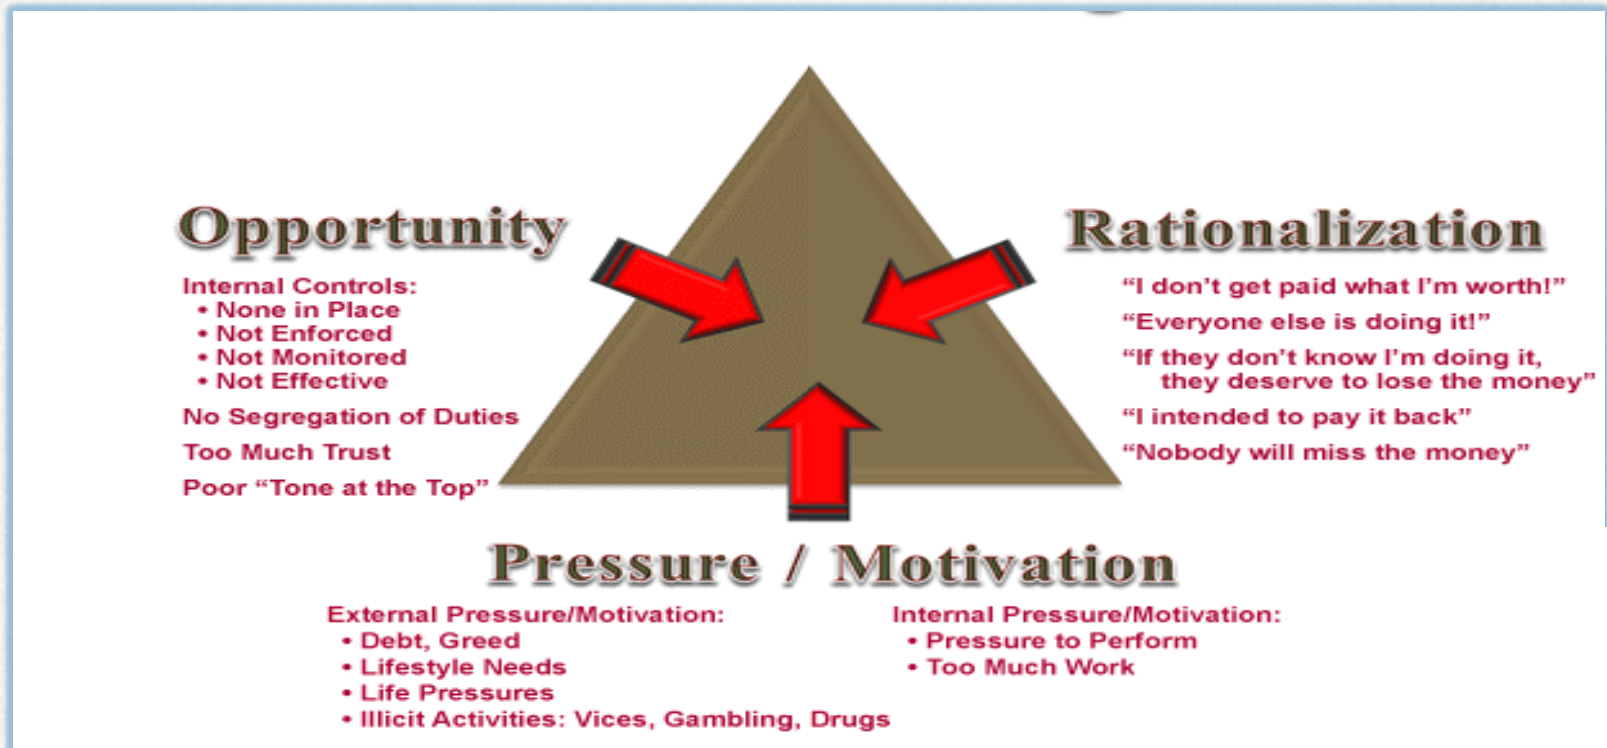 Opportunity
Internal Controls:
• None in Place
• Not Enforced
• Not Monitored
• Not Effective
No Segregation of Duties
Too Much Trust
Poor “Tone at the Top”
Rationalization
“I don’t get paid what I’m worth!”
“Everyone else is doing it!”
“If they don’t know I’m doing it,
they deserve to lose the money”
“I intended to pay it back”
“Nobody will miss the money”
Pressure / Motivation
External Pressure/Motivation:
• Debt, Greed
• Lifestyle Needs
• Life Pressures
• Illicit Activities: Vices, Gambling, Drugs
Internal Pressure/Motivation:
• Pressure to Perform
• Too Much Work